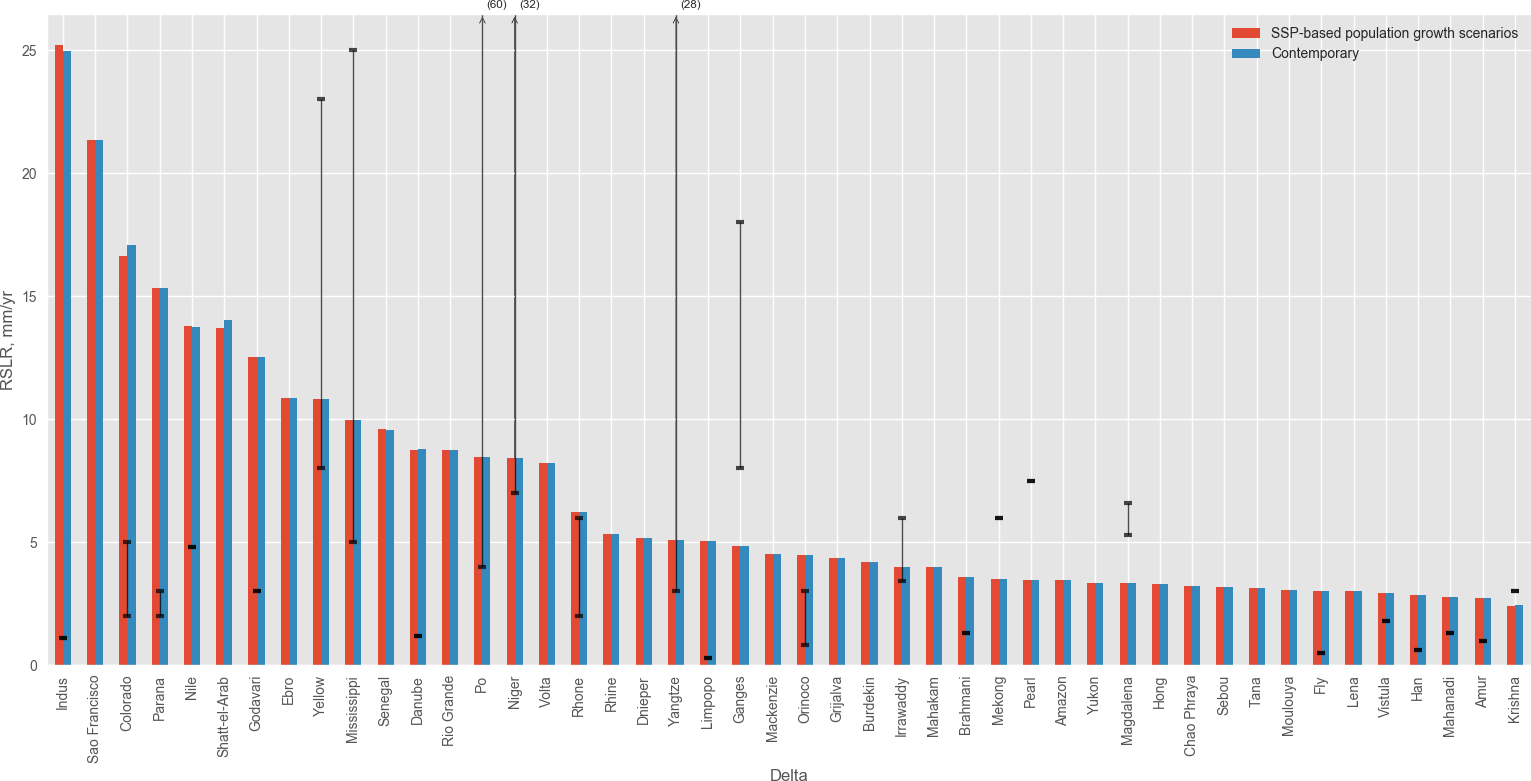 (60)
(32)
(28)
SSP-based population growth scenarios
Contemporary
25
20
15
10
5
0
RSLR, mm/yr
Indus
Sao Francisco
Colorado
Parana
Nile
Shatt-el-Arab
Godavari
Ebro
Yellow
Mississippi
Senegal
Danube
Rio Grande
Po
Niger
Volta
Rhone
Rhine
Dnieper
Yangtze
Limpopo
Ganges
Mackenzie
Orinoco
Grijalva
Burdekin
Irrawaddy
Mahakam
Brahmani
Mekong
Pearl
Amazon
Yukon
Magdalena
Hong
Chao Phraya
Sebou
Tana
Moulouya
Fly
Lena
Vistula
Han
Mahanadi
Amur
Krishna
Delta